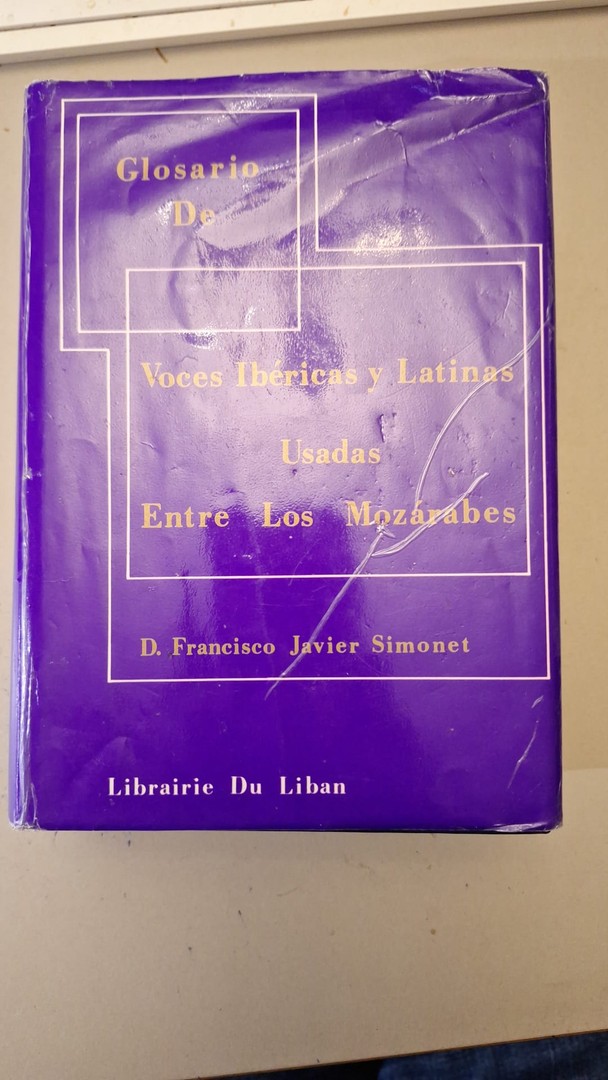 Glosario
De
Voces Ibéricas y Latinas
Usadas
Entre Los Mozárabes
D. Francisco Javier Simonet
Librairie Du Liban